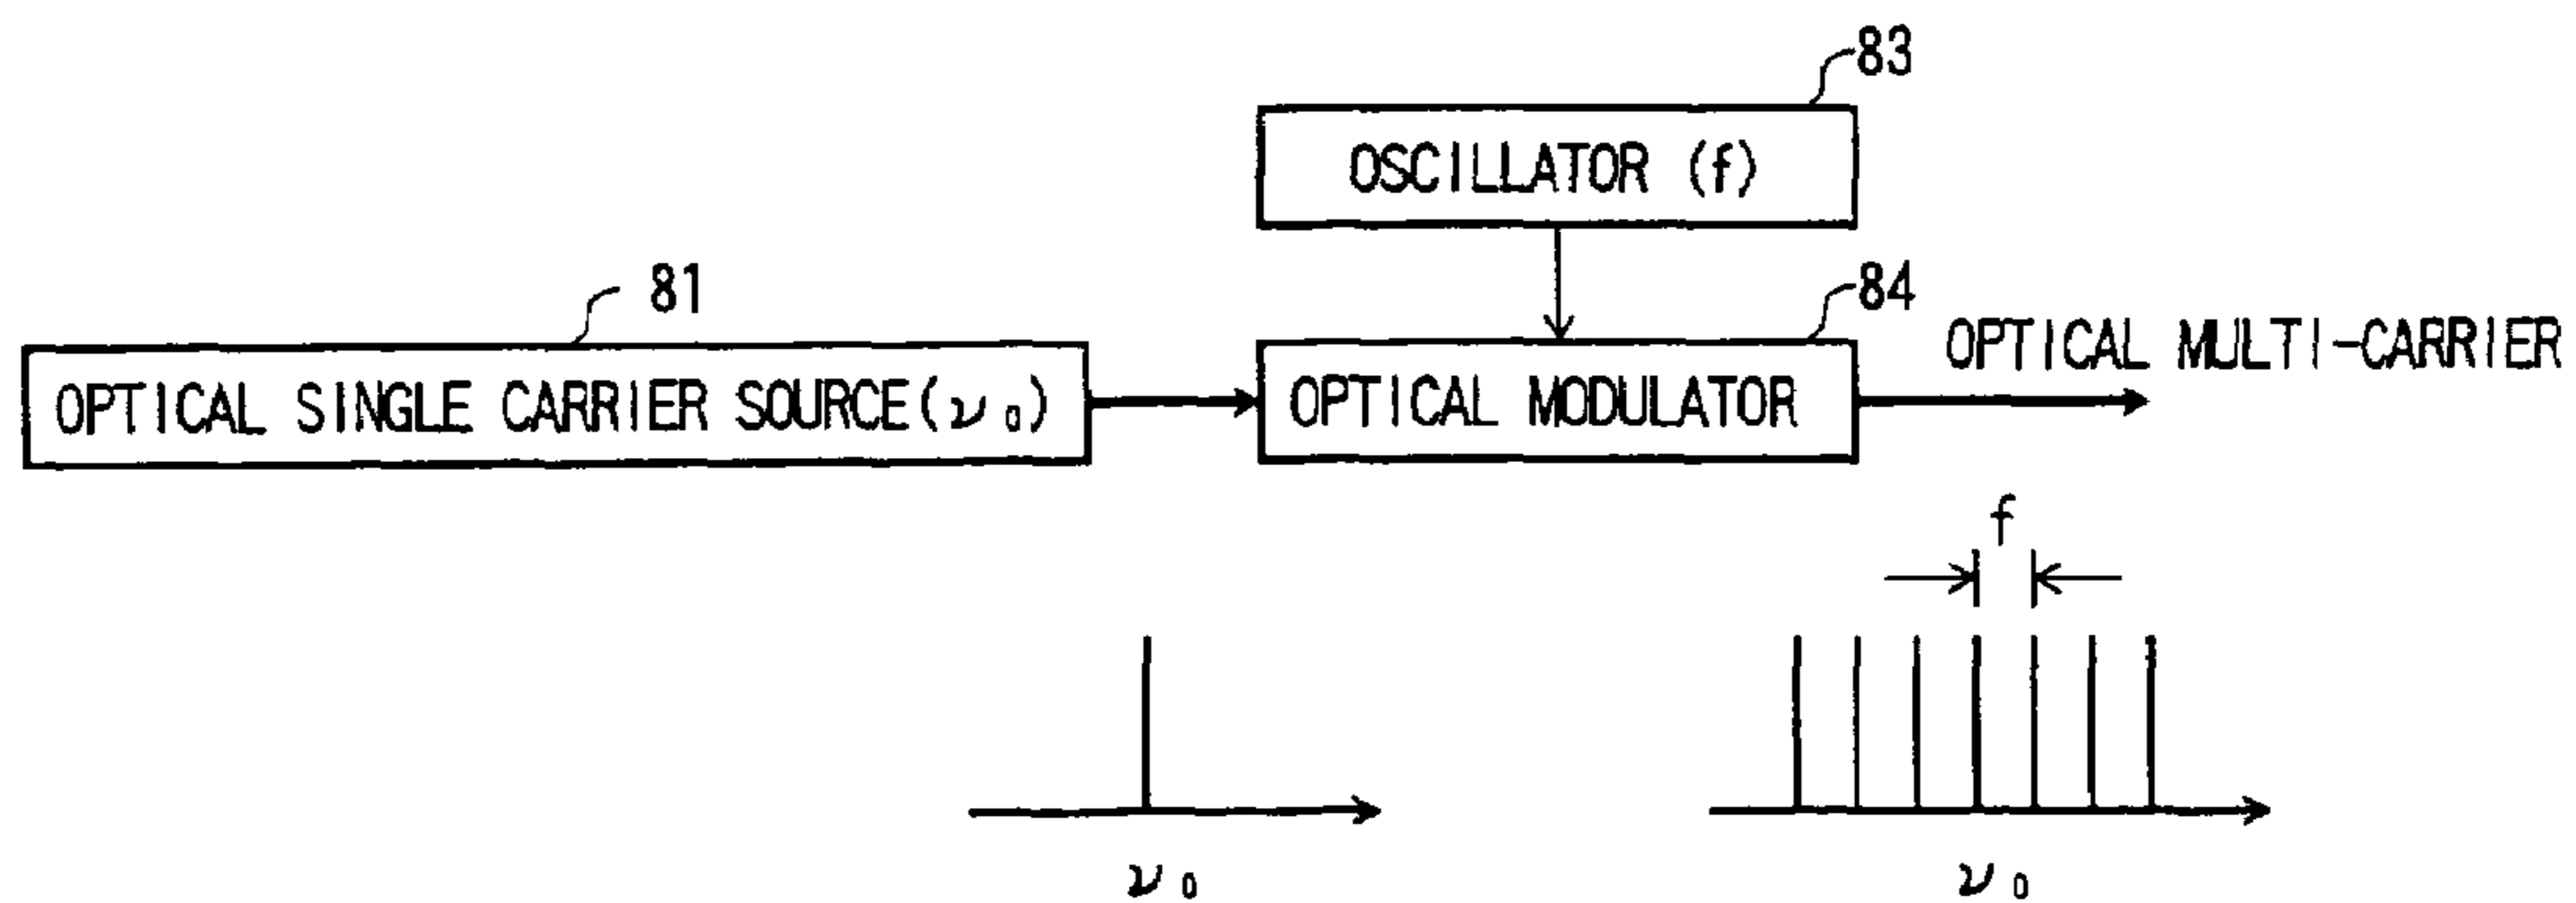 83
OSCILLATOR (f)
81
84
OPTICAL SINGLE CARRIER SOURCE(ν₀)
OPTICAL MODULATOR
OPTICAL MULTI-CARRIER
f
ν₀
ν₀